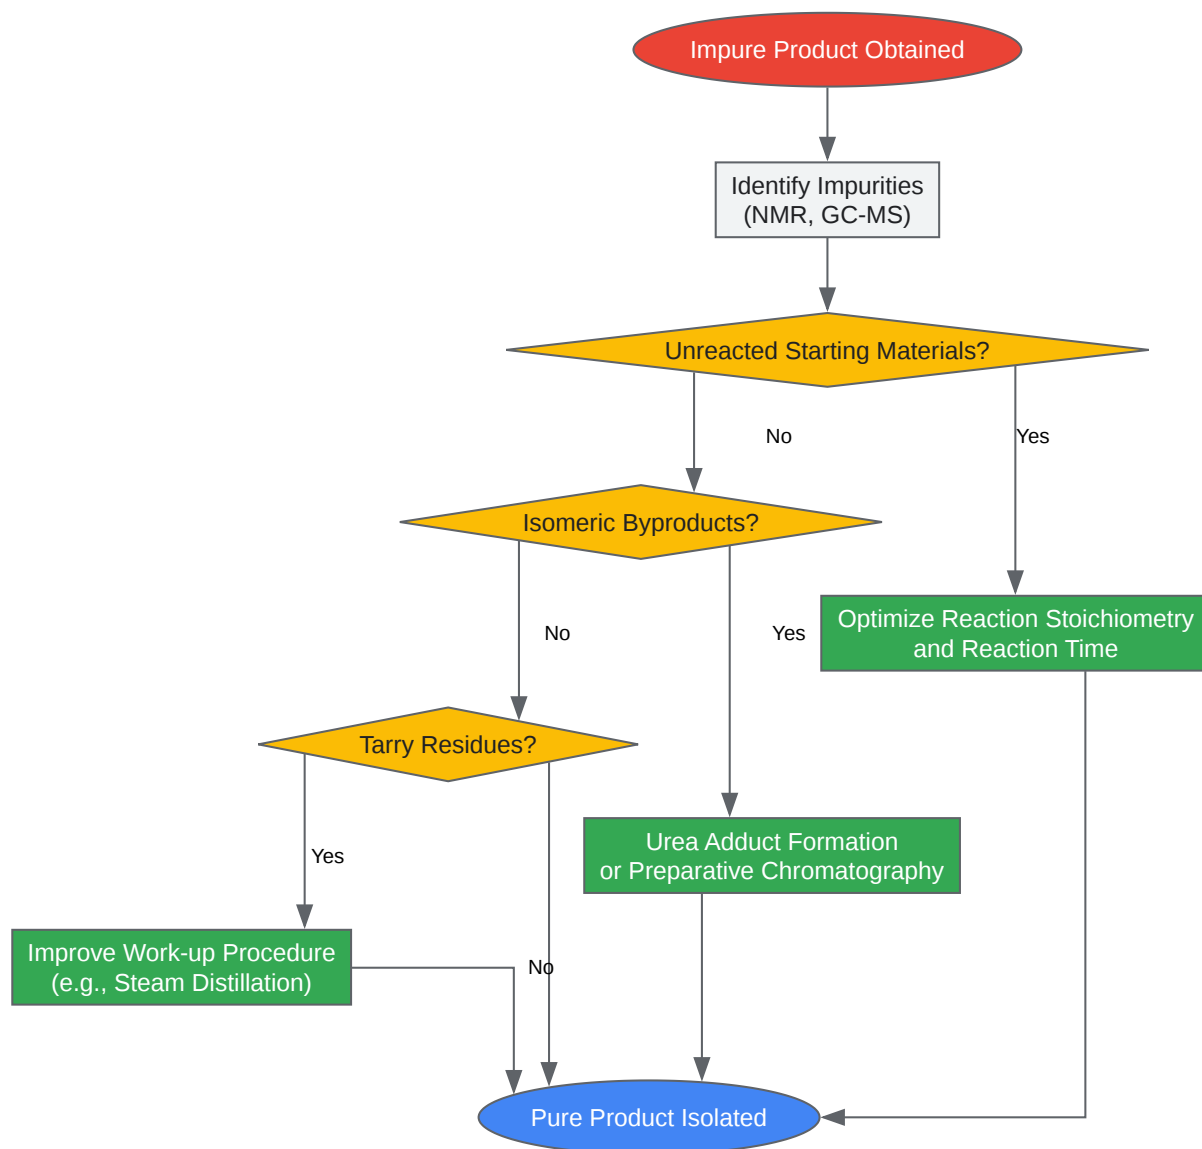 Impure Product Obtained
Identify Impurities
(NMR, GC-MS)
Unreacted Starting Materials?
No
Yes
Isomeric Byproducts?
No
Yes
Optimize Reaction Stoichiometry
and Reaction Time
Tarry Residues?
Yes
Urea Adduct Formation
or Preparative Chromatography
Improve Work-up Procedure
(e.g., Steam Distillation)
No
Pure Product Isolated